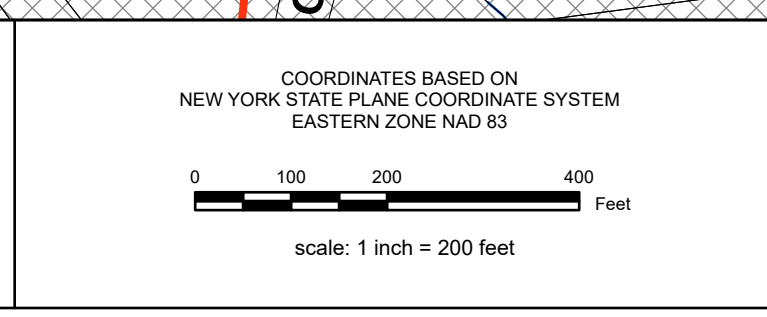 COORDINATES BASED ON
NEW YORK STATE PLANE COORDINATE SYSTEM
EASTERN ZONE NAD 83
0 100 200 400
Feet
scale: 1 inch = 200 feet